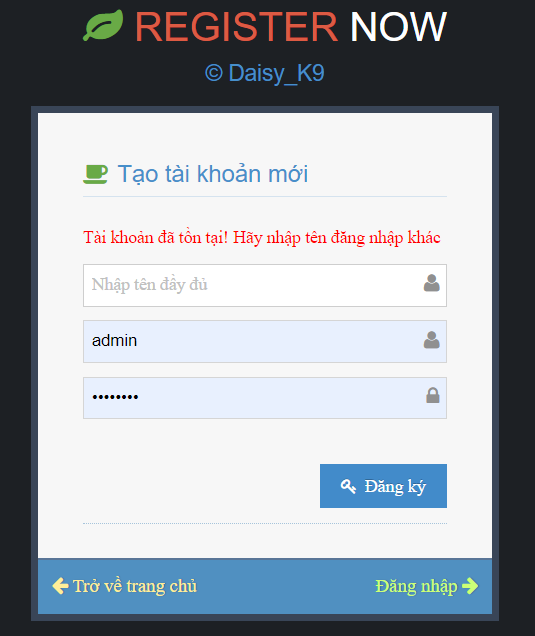 REGISTER NOW
© Daisy_K9
Tạo tài khoản mới
Tài khoản đã tồn tại! Hãy nhập tên đăng nhập khác
Nhập tên đầy đủ
admin
••••••••
Đăng ký
Trở về trang chủ
Đăng nhập